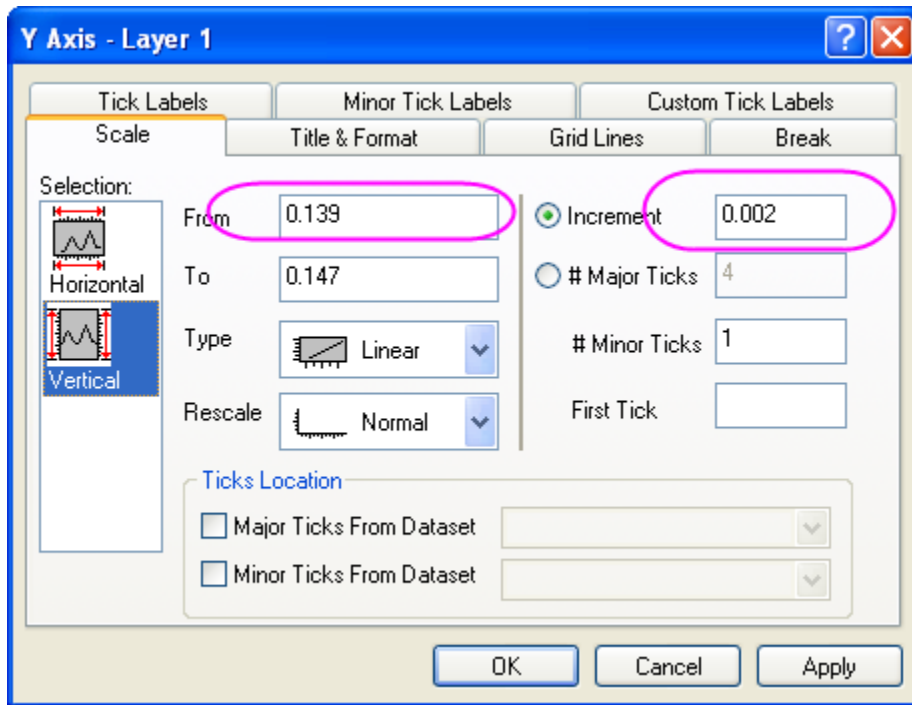 Y Axis - Layer 1
Tick Labels Minor Tick Labels Custom Tick Labels
Scale Title & Format Grid Lines Break
Selection:
Horizontal
Vertical
From 0.139
To 0.147
Type Linear
Rescale Normal
Increment 0.002
# Major Ticks 4
# Minor Ticks 1
First Tick
Ticks Location
Major Ticks From Dataset
Minor Ticks From Dataset
OK Cancel Apply